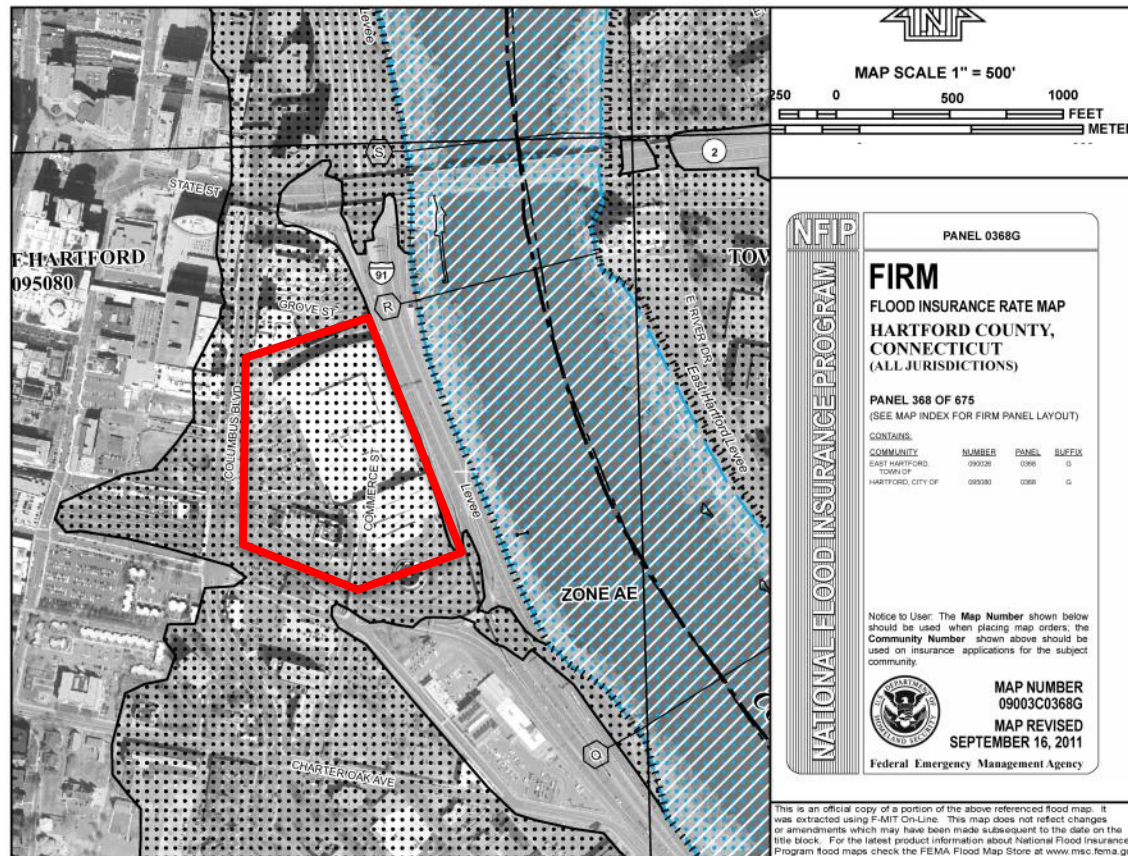 MAP SCALE 1" = 500'
250 0 500 1000
FEET
METER
Levee
S
2
STATE ST
F HARTFORD
095080
TOW
91
R
GROVE ST
E. RIVER DR
East Hartford Levee
COLUMBUS BLVD
COMMERCE ST
Levee
ZONE AE
Q
CHARTER OAK AVE
NFIP
NATIONAL FLOOD INSURANCE PROGRAM
PANEL 0368G
FIRM
FLOOD INSURANCE RATE MAP
HARTFORD COUNTY,
CONNECTICUT
(ALL JURISDICTIONS)
PANEL 368 OF 675
(SEE MAP INDEX FOR FIRM PANEL LAYOUT)
CONTAINS:
COMMUNITY NUMBER PANEL SUFFIX
EAST HARTFORD, 090026 0368 G
TOWN OF
HARTFORD, CITY OF 095080 0368 G
Notice to User: The Map Number shown below
should be used when placing map orders; the
Community Number shown above should be
used on insurance applications for the subject
community.
U.S. DEPARTMENT OF
HOMELAND SECURITY
MAP NUMBER
09003C0368G
MAP REVISED
SEPTEMBER 16, 2011
Federal Emergency Management Agency
This is an official copy of a portion of the above referenced flood map. It
was extracted using F-MIT On-Line. This map does not reflect changes
or amendments which may have been made subsequent to the date on the
title block. For the latest product information about National Flood Insurance
Program flood maps check the FEMA Flood Map Store at www.msc.fema.go